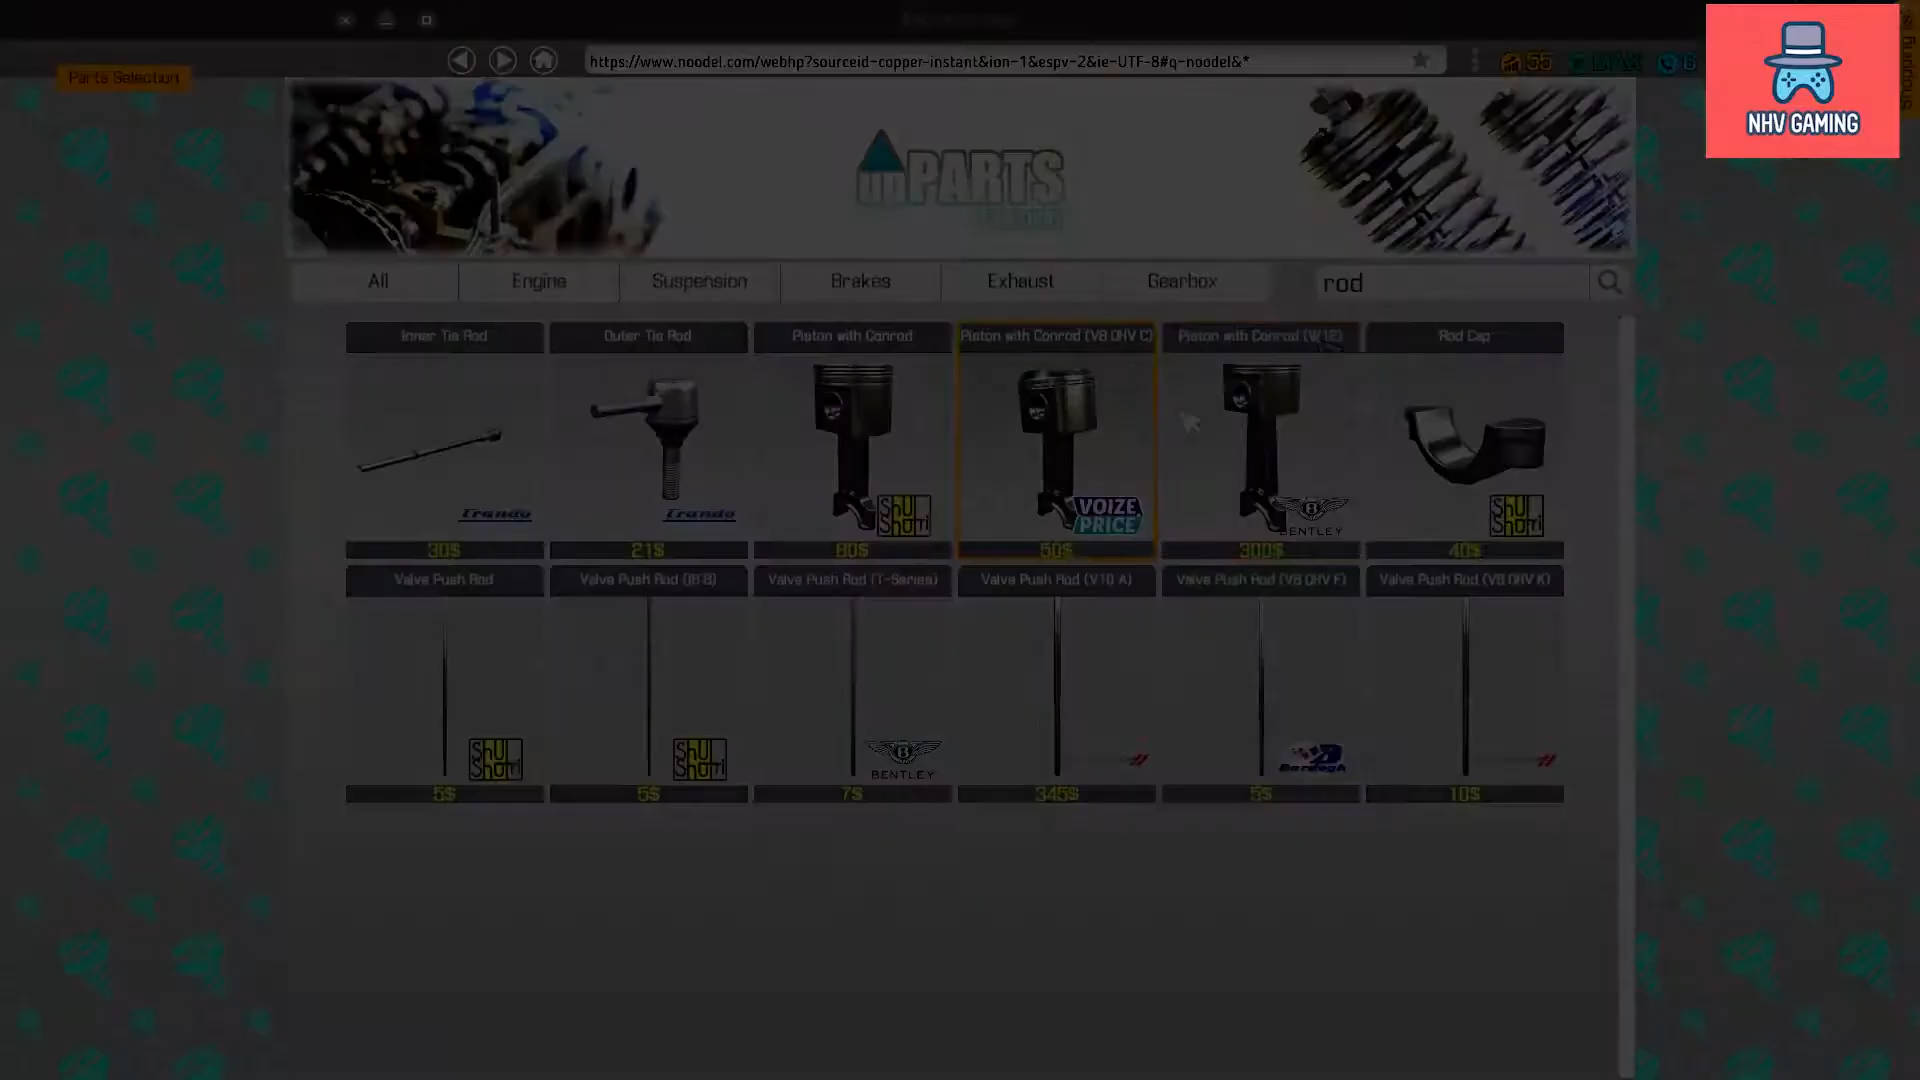 https://www.noodel.com/webhp?sourceid-copper-instant&ion-1&espv-2&ie-UTF-8#q-noodel&*
55
Parts Selection
NHV GAMING
upPARTS
All
Engine
Suspension
Brakes
Exhaust
Gearbox
rod
Inner Tie Rod
Outer Tie Rod
Piston with Conrod
Piston with Conrod (V8 OHV C)
Piston with Conrod (W12)
Rod Cap
VOIZE PRICE
BENTLEY
30$
21$
80$
50$
300$
40$
Valve Push Rod
Valve Push Rod (I6 B)
Valve Push Rod (T-Series)
Valve Push Rod (V10 A)
Valve Push Rod (V8 OHV F)
Valve Push Rod (V8 OHV K)
BENTLEY
5$
5$
7$
345$
5$
10$